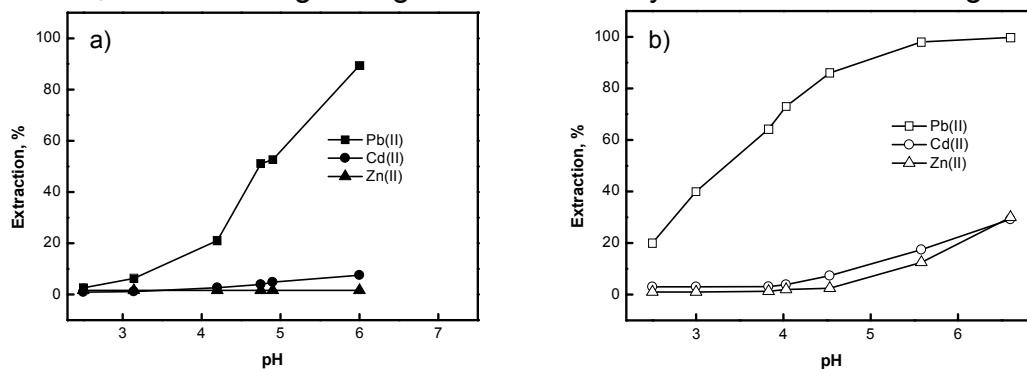 a)
100
80
60
40
20
0
Extraction, %
Pb(II)
Cd(II)
Zn(II)
3 4 5 6 7
pH
b)
100
80
60
40
20
0
Extraction, %
Pb(II)
Cd(II)
Zn(II)
3 4 5 6
pH